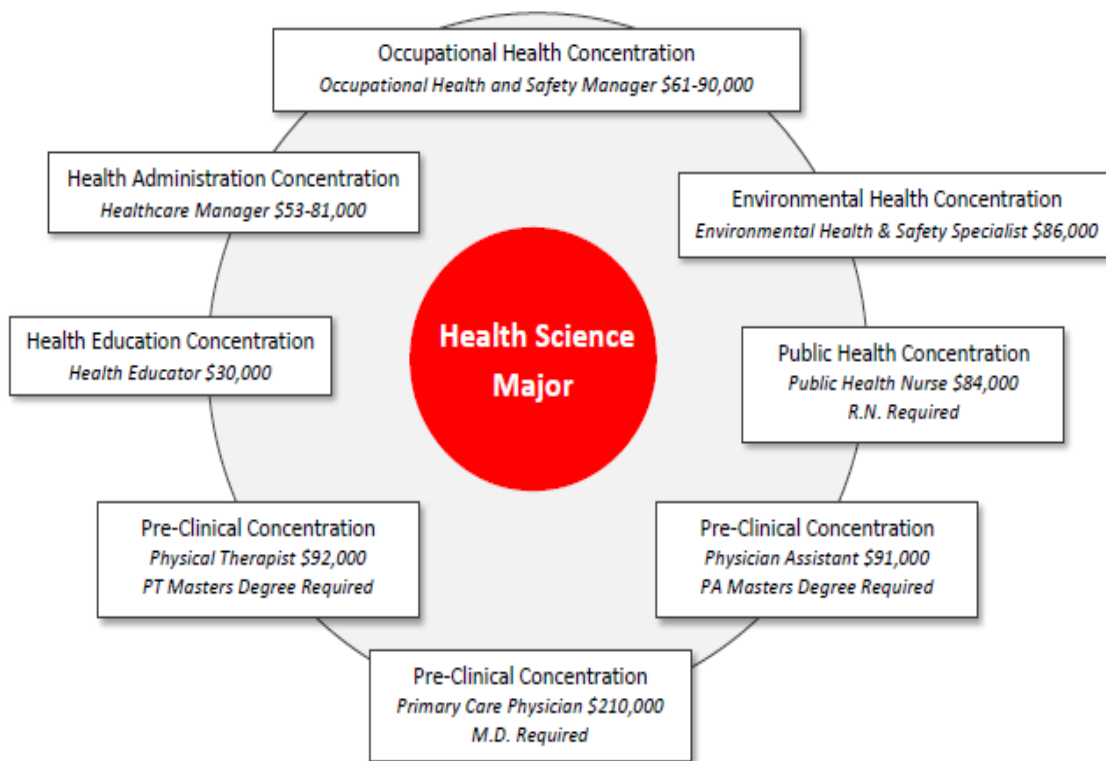 Occupational Health Concentration
Occupational Health and Safety Manager $61-90,000
Health Administration Concentration
Healthcare Manager $53-81,000
Environmental Health Concentration
Environmental Health & Safety Specialist $86,000
Health Science
Major
Health Education Concentration
Health Educator $30,000
Public Health Concentration
Public Health Nurse $84,000
R.N. Required
Pre-Clinical Concentration
Physical Therapist $92,000
PT Masters Degree Required
Pre-Clinical Concentration
Physician Assistant $91,000
PA Masters Degree Required
Pre-Clinical Concentration
Primary Care Physician $210,000
M.D. Required